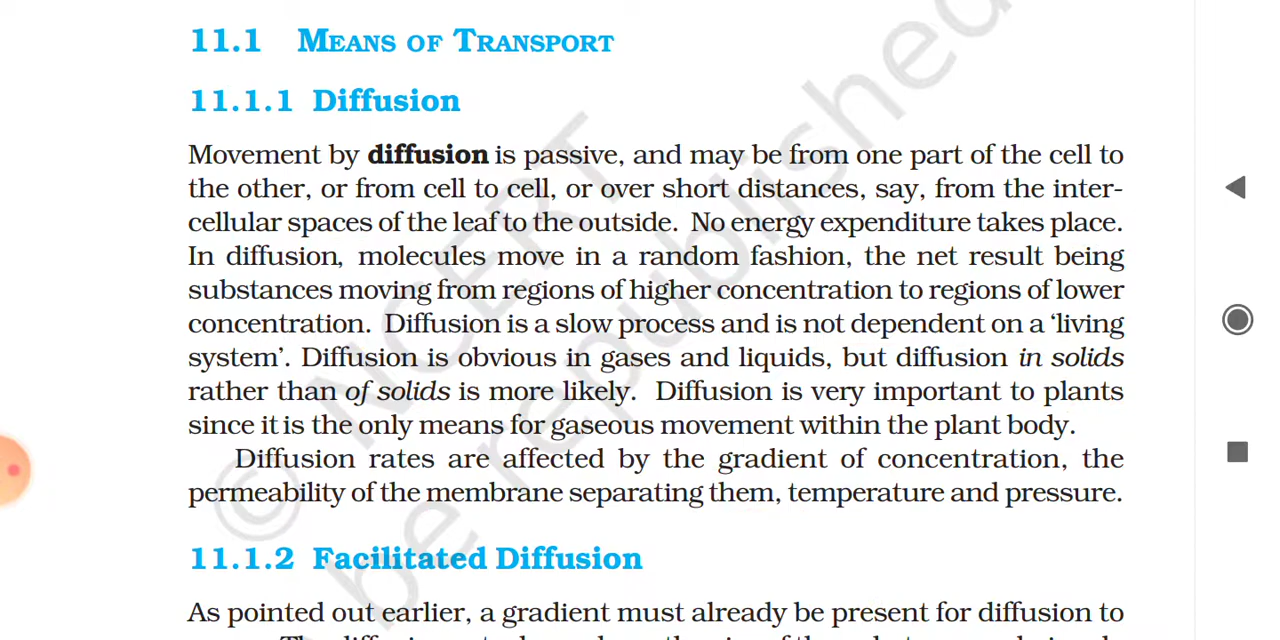 11.1 MEANS OF TRANSPORT
11.1.1 Diffusion
Movement by diffusion is passive, and may be from one part of the cell to
the other, or from cell to cell, or over short distances, say, from the inter-
cellular spaces of the leaf to the outside. No energy expenditure takes place.
In diffusion, molecules move in a random fashion, the net result being
substances moving from regions of higher concentration to regions of lower
concentration. Diffusion is a slow process and is not dependent on a ‘living
system’. Diffusion is obvious in gases and liquids, but diffusion in solids
rather than of solids is more likely. Diffusion is very important to plants
since it is the only means for gaseous movement within the plant body.
Diffusion rates are affected by the gradient of concentration, the
permeability of the membrane separating them, temperature and pressure.
11.1.2 Facilitated Diffusion
As pointed out earlier, a gradient must already be present for diffusion to
© NCERT
be republished